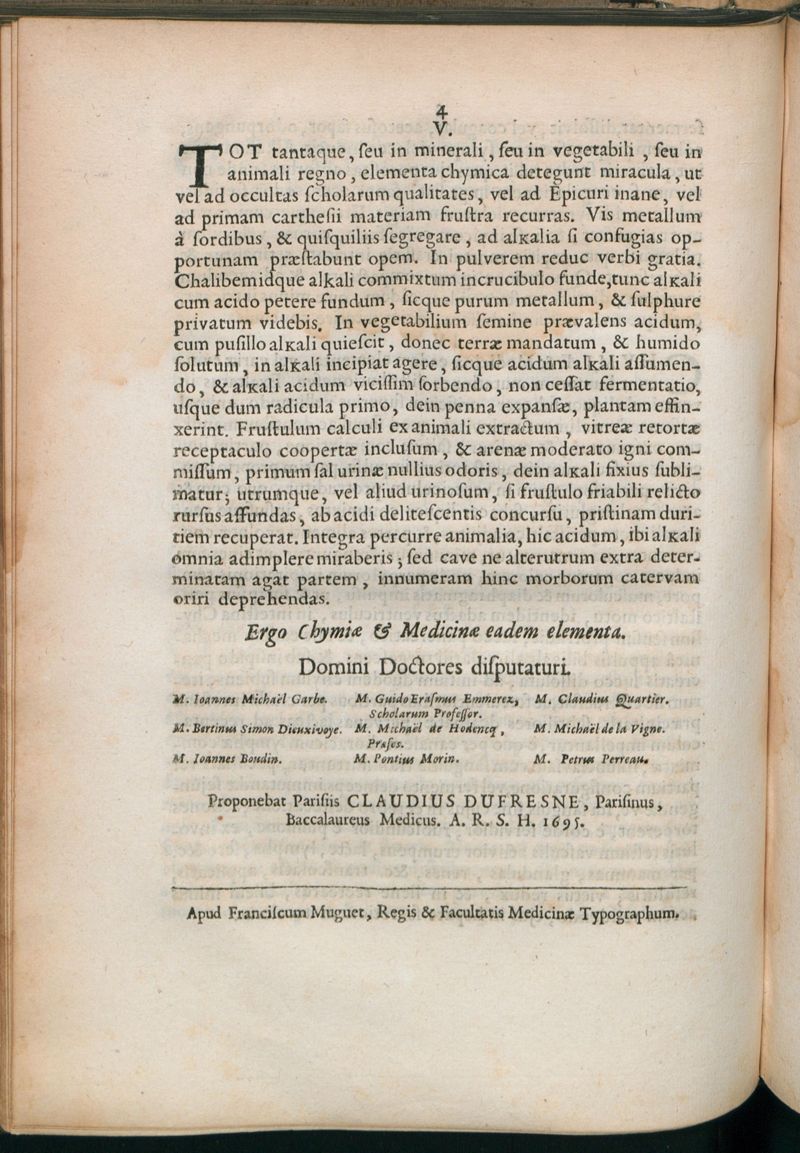 4
V.
TOT tantaque, ſeu in minerali, ſeu in vegetabili, ſeu in
animali regno, elementa chymica detegunt miracula, ut
vel ad occultas ſcholarum qualitates, vel ad Epicuri inane, vel
ad primam cartheſii materiam fruſtra recurras. Vis metallum
à ſordibus, & quiſquiliis ſegregare, ad alκalia ſi confugias op-
portunam præſtabunt opem. In pulverem reduc verbi gratia.
Chalibem idque alkali commixtum in crucibulo funde, tunc alκali
cum acido petere fundum, ſicque purum metallum, & ſulphure
privatum videbis. In vegetabilium ſemine prævalens acidum,
cum puſillo alκali quieſcit, donec terræ mandatum, & humido
ſolutum, in alκali incipiat agere, ſicque acidum alκali aſſumen-
do, & alκali acidum viciſſim ſorbendo, non ceſſat fermentatio,
uſque dum radicula primo, dein penna expanſæ, plantam effin-
xerint. Fruſtulum calculi ex animali extractum, vitreæ retortæ
receptaculo coopertæ incluſum, & arenæ moderato igni com-
miſſum, primum ſal urinæ nullius odoris, dein alκali fixius ſubli-
matur; utrumque, vel aliud urinoſum, ſi fruſtulo friabili relicto
rurſus affundas, ab acidi deliteſcentis concurſu, priſtinam duri-
tiem recuperat. Integra percurre animalia, hic acidum, ibi alκali
omnia adimplere miraberis; ſed cave ne alterutrum extra deter-
minatam agat partem, innumeram hinc morborum catervam
oriri deprehendas.
Ergo Chymiæ & Medicinæ eadem elementa.
Domini Doctores diſputaturi.
M. Ioannes Michaël Garbe. M. Guido Eraſmus Emmerez, M. Claudius Quartier.
Scholarum Profeſſor.
M. Bertinus Simon Dieuxivoye. M. Michaël de Hodencq, M. Michaël de la Vigne.
Præſes.
M. Ioannes Boudin. M. Pontius Morin. M. Petrus Perreau.
Proponebat Pariſiis CLAUDIUS DUFRESNE, Pariſinus,
Baccalaureus Medicus. A. R. S. H. 1695.
Apud Franciſcum Muguet, Regis & Facultatis Medicinæ Typographum.